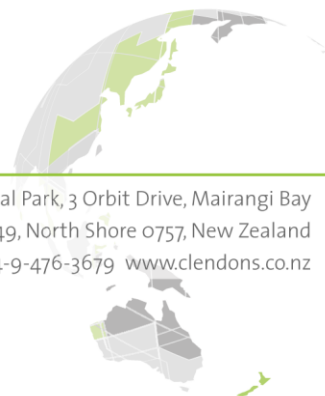 al Park, 3 Orbit Drive, Mairangi Bay
49, North Shore 0757, New Zealand
-9-476-3679 www.clendons.co.nz